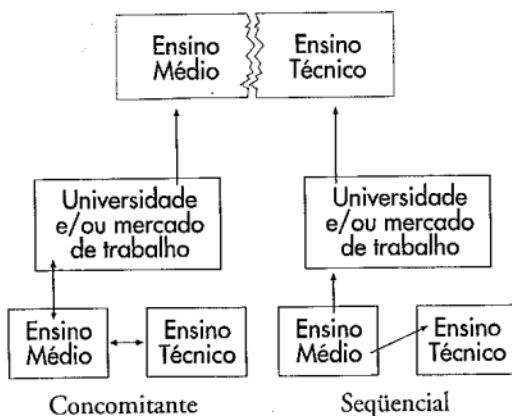 Ensino
Médio
Ensino
Técnico
Universidade
e/ou mercado
de trabalho
Universidade
e/ou mercado
de trabalho
Ensino
Médio
Ensino
Técnico
Ensino
Médio
Ensino
Técnico
Concomitante
Seqüencial